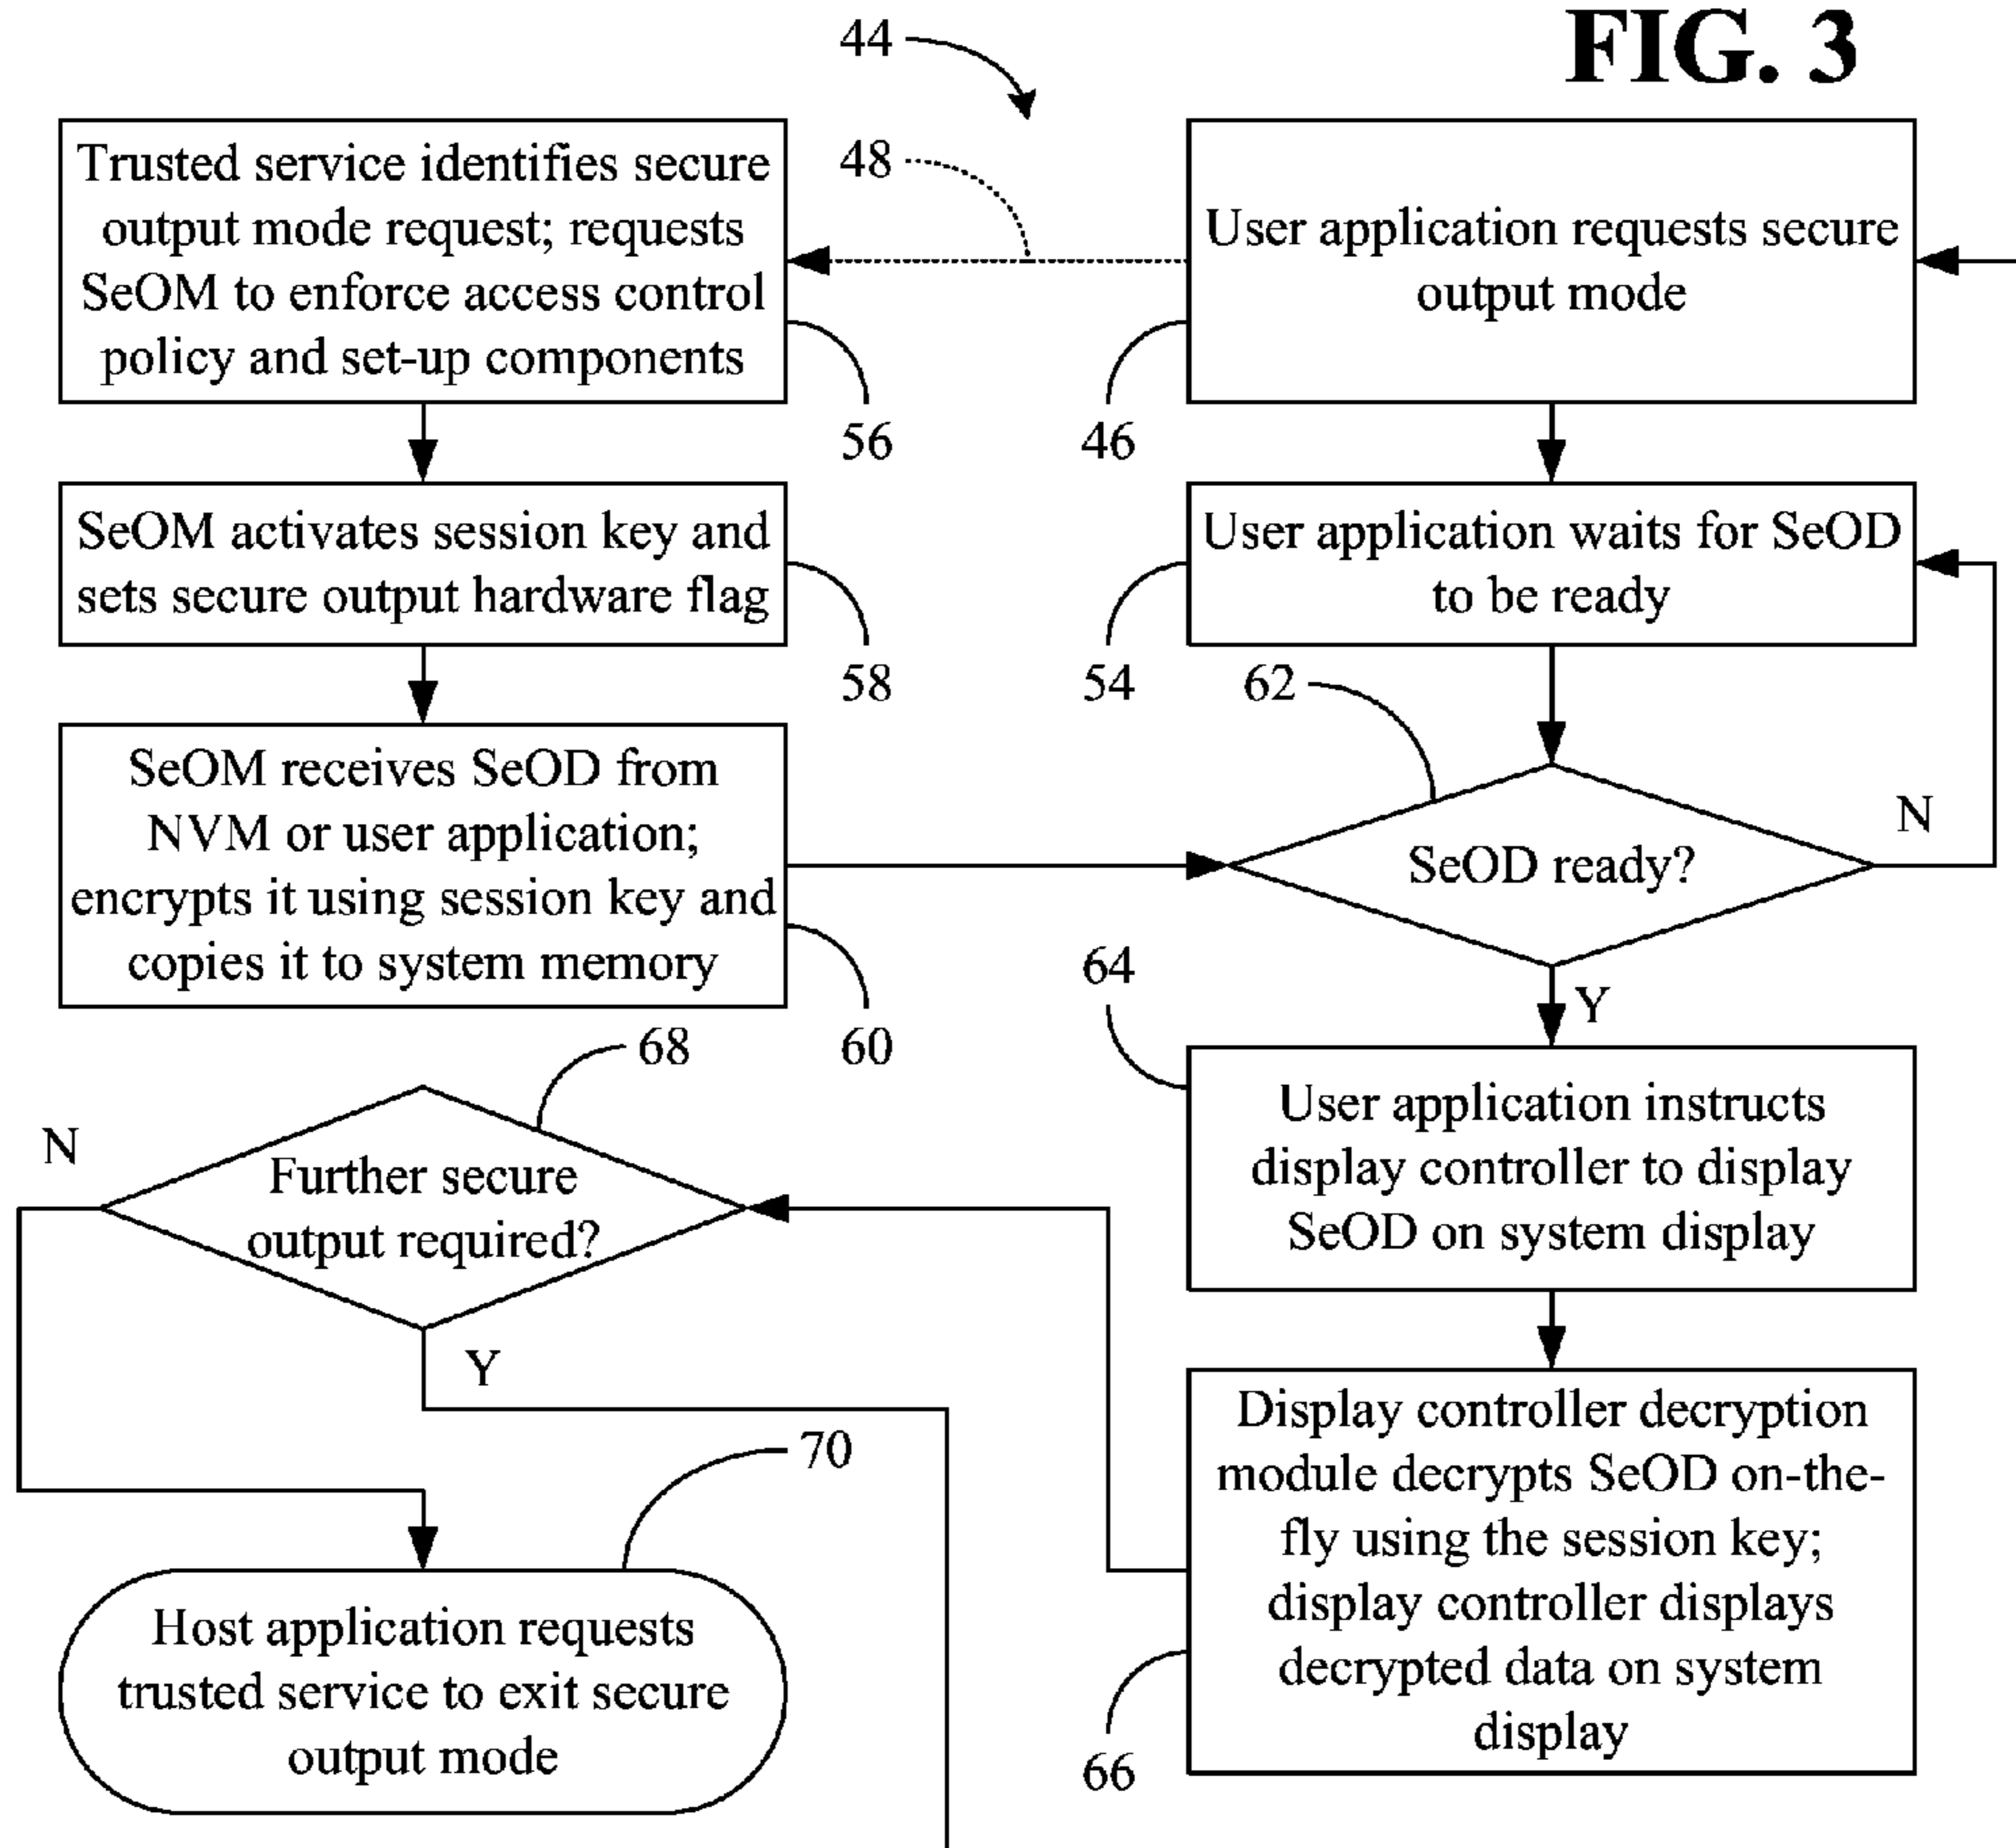 FIG. 3
44
48
Trusted service identifies secure
output mode request; requests
SeOM to enforce access control
policy and set-up components
56
User application requests secure
output mode
46
SeOM activates session key and
sets secure output hardware flag
58
User application waits for SeOD
to be ready
54
62
SeOM receives SeOD from
NVM or user application;
encrypts it using session key and
copies it to system memory
60
SeOD ready?
N
Y
64
User application instructs
display controller to display
SeOD on system display
68
Further secure
output required?
N
Y
Display controller decryption
module decrypts SeOD on-the-
fly using the session key;
display controller displays
decrypted data on system
display
66
70
Host application requests
trusted service to exit secure
output mode